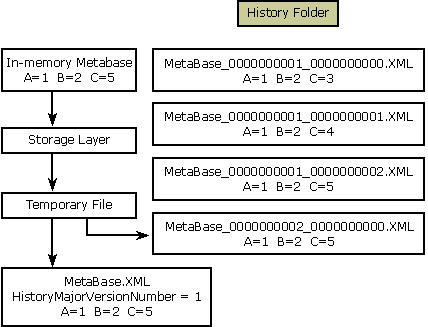 History Folder
In-memory Metabase
A=1 B=2 C=5
Storage Layer
Temporary File
MetaBase.XML
HistoryMajorVersionNumber = 1
A=1 B=2 C=5
MetaBase_0000000001_0000000000.XML
A=1 B=2 C=3
MetaBase_0000000001_0000000001.XML
A=1 B=2 C=4
MetaBase_0000000001_0000000002.XML
A=1 B=2 C=5
MetaBase_0000000002_0000000000.XML
A=1 B=2 C=5